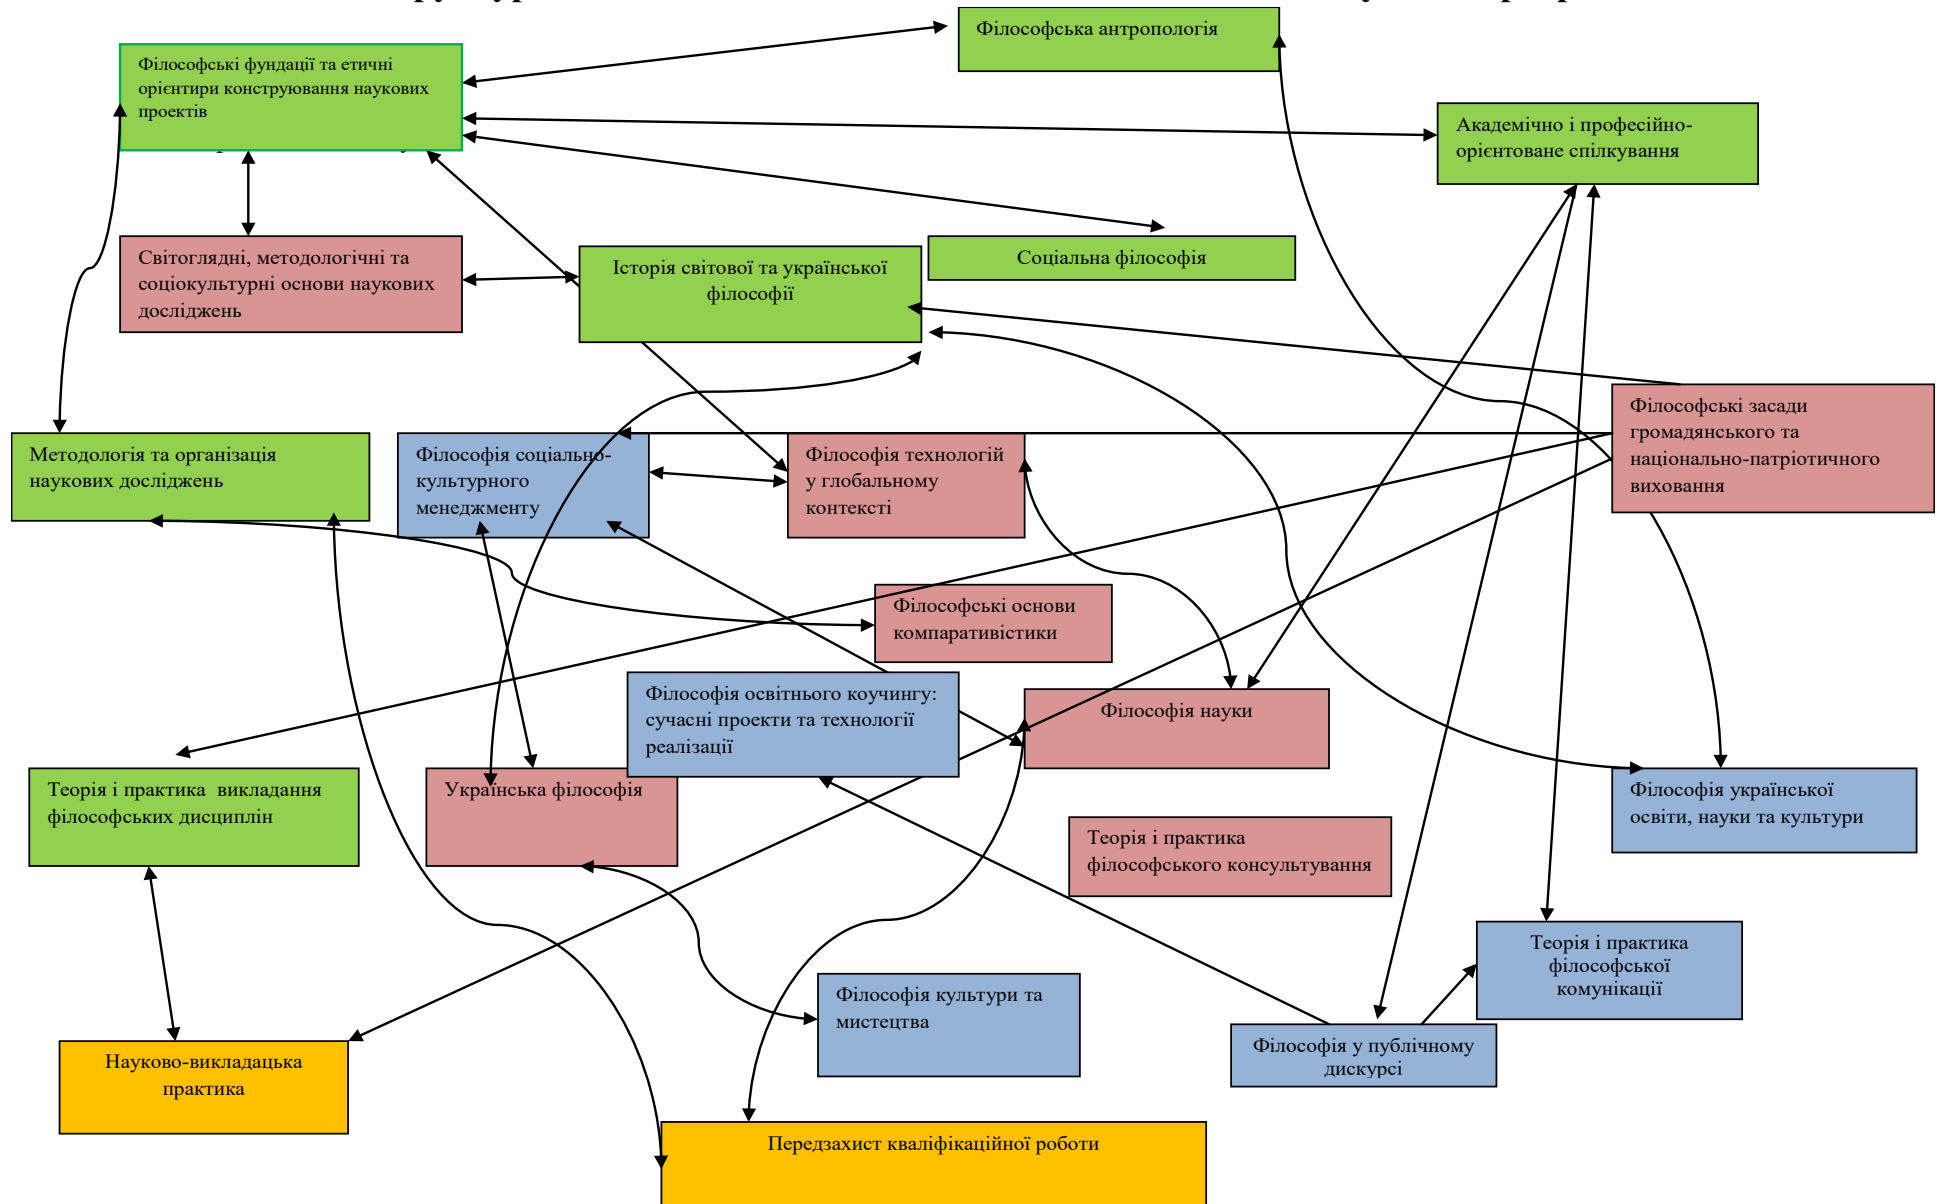 Філософська антропологія
Філософські фундації та етичні
орієнтири конструювання наукових
проектів
Академічно і професійно-
орієнтоване спілкування
Світоглядні, методологічні та
соціокультурні основи наукових
досліджень
Історія світової та української
філософії
Соціальна філософія
Філософські засади
громадянського та
національно-патріотичного
виховання
Методологія та організація
наукових досліджень
Філософія соціально-
культурного
менеджменту
Філософія технологій
у глобальному
контексті
Філософські основи
компаративістики
Філософія освітнього коучингу:
сучасні проекти та технології
реалізації
Філософія науки
Теорія і практика  викладання
філософських дисциплін
Українська філософія
Філософія української
освіти, науки та культури
Теорія і практика
філософського консультування
Теорія і практика
філософської
комунікації
Філософія культури та
мистецтва
Філософія у публічному
дискурсі
Науково-викладацька
практика
Передзахист кваліфікаційної роботи